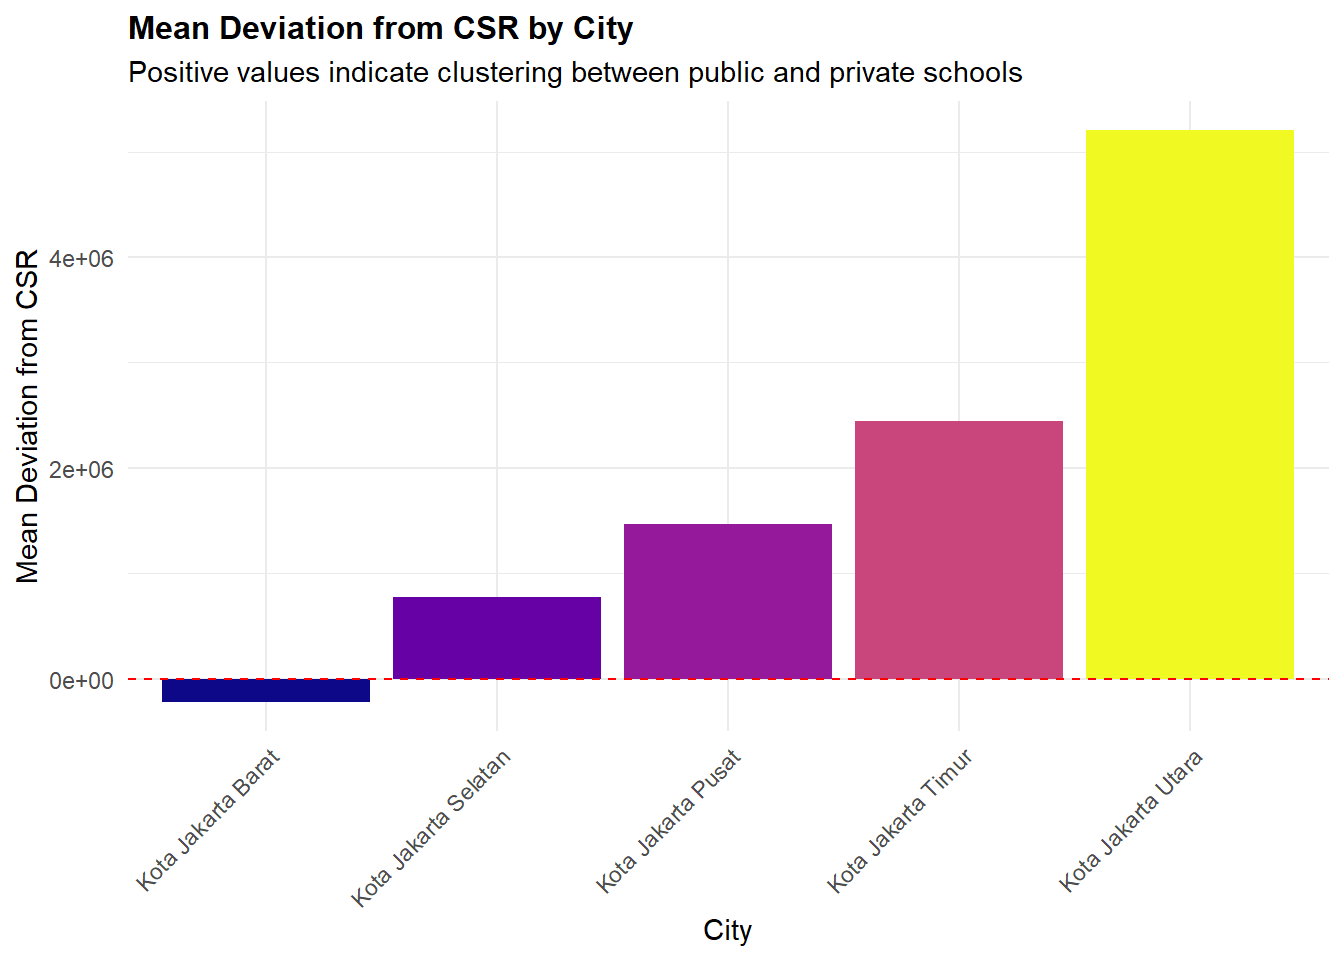 Mean Deviation from CSR by City
Positive values indicate clustering between public and private schools
Mean Deviation from CSR
4e+06
2e+06
0e+00
Kota Jakarta Barat
Kota Jakarta Selatan
Kota Jakarta Pusat
Kota Jakarta Timur
Kota Jakarta Utara
City